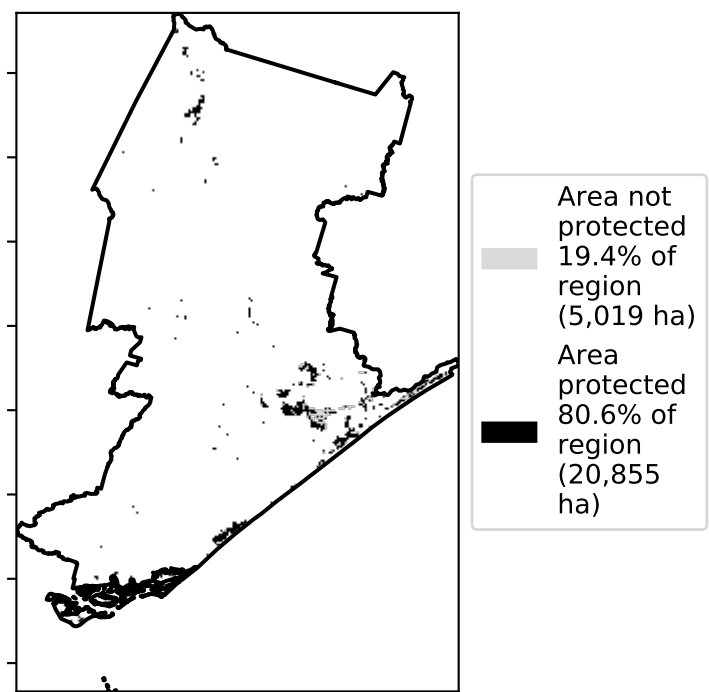 Area not
protected
19.4% of
region
(5,019 ha)
Area
protected
80.6% of
region
(20,855
ha)